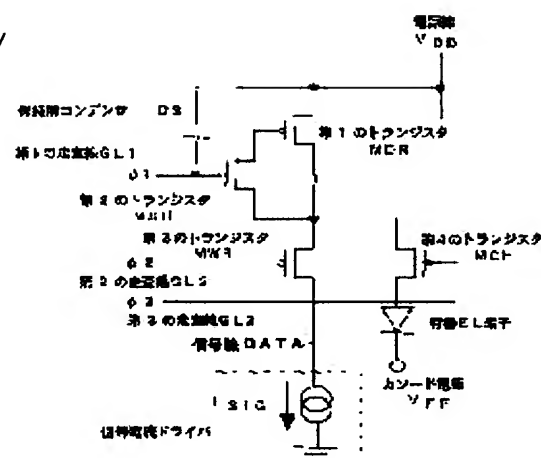 電源線
V DD
保持用コンデンサ CS
第1のトランジスタ
第1の走査線GL1
φ1
第2のトランジスタ
第3のトランジスタ
第4のトランジスタ
φ2
第2の走査線GL2
φ3
第3の走査線GL3
有機EL素子
信号線DATA
カソード電極
I SIG
信号電流ドライバ